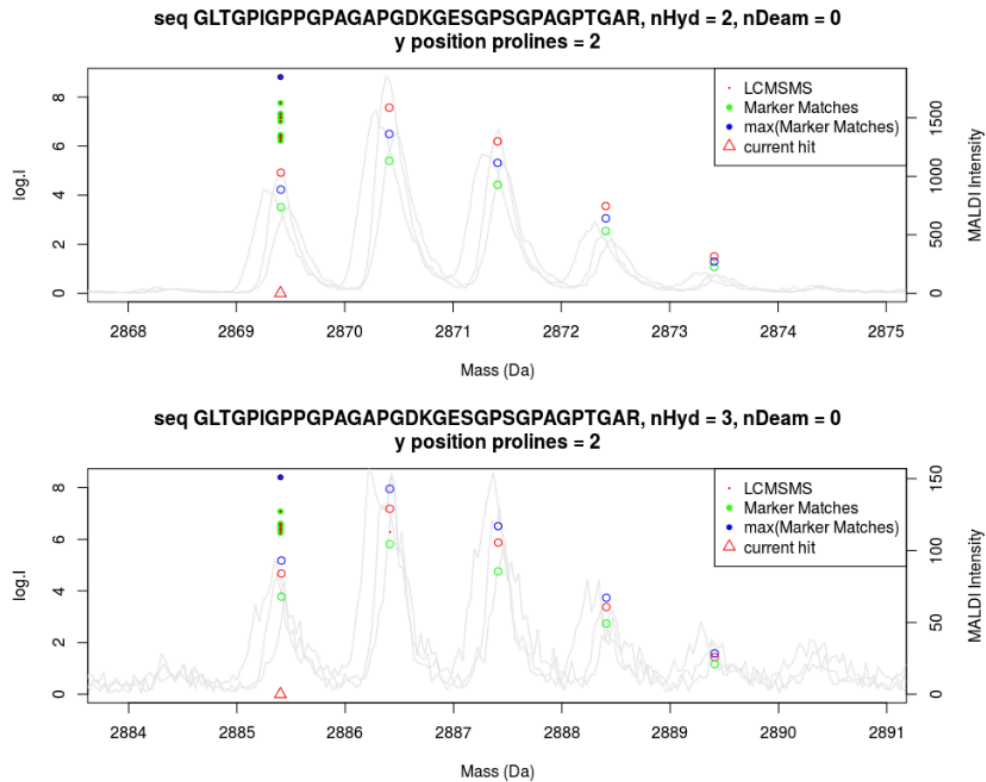 seq GLTGPIGPPGPAGAPGDKGESGPSGPAGPTGAR, nHyd = 2, nDeam = 0
y position prolines = 2
log.I
0
2
4
6
8
LCMSMS
Marker Matches
max(Marker Matches)
current hit
0
500
1000
1500
MALDI Intensity
2868 2869 2870 2871 2872 2873 2874 2875
Mass (Da)
seq GLTGPIGPPGPAGAPGDKGESGPSGPAGPTGAR, nHyd = 3, nDeam = 0
y position prolines = 2
log.I
0
2
4
6
8
LCMSMS
Marker Matches
max(Marker Matches)
current hit
0
50
100
150
MALDI Intensity
2884 2885 2886 2887 2888 2889 2890 2891
Mass (Da)